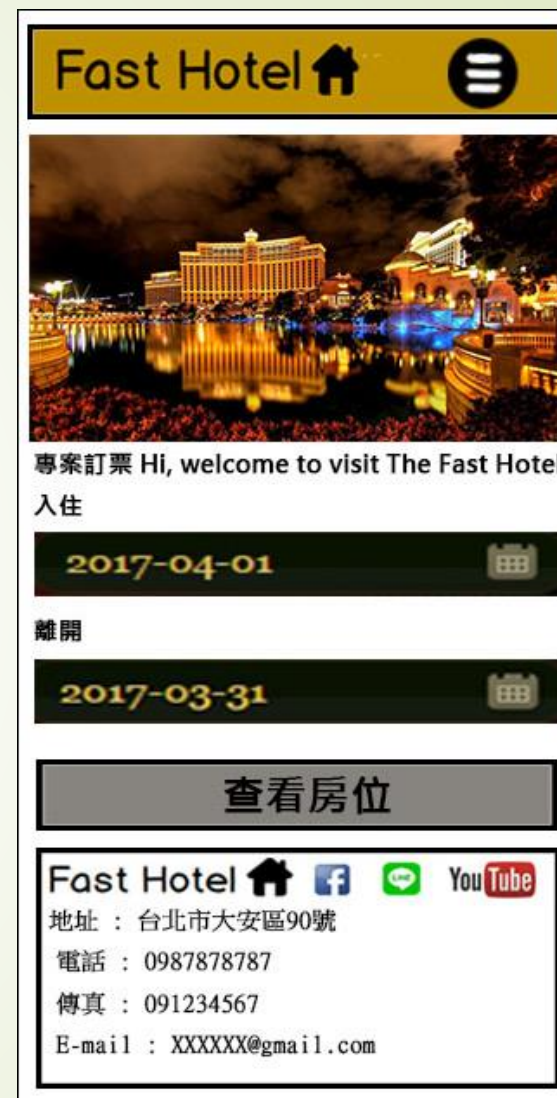 Fast Hotel
專案訂票 Hi, welcome to visit The Fast Hotel
入住
2017-04-01
離開
2017-03-31
查看房位
Fast Hotel LINE YouTube
地址 : 台北市大安區90號
電話 : 0987878787
傳真 : 091234567
E-mail : XXXXXX@gmail.com